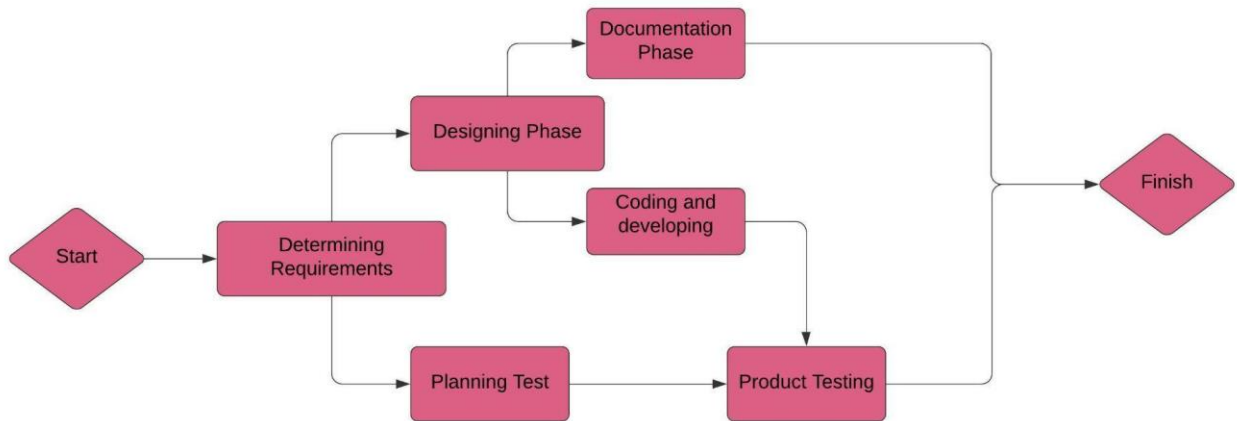 Documentation
Phase
Designing Phase
Coding and
developing
Finish
Start
Determining
Requirements
Planning Test
Product Testing